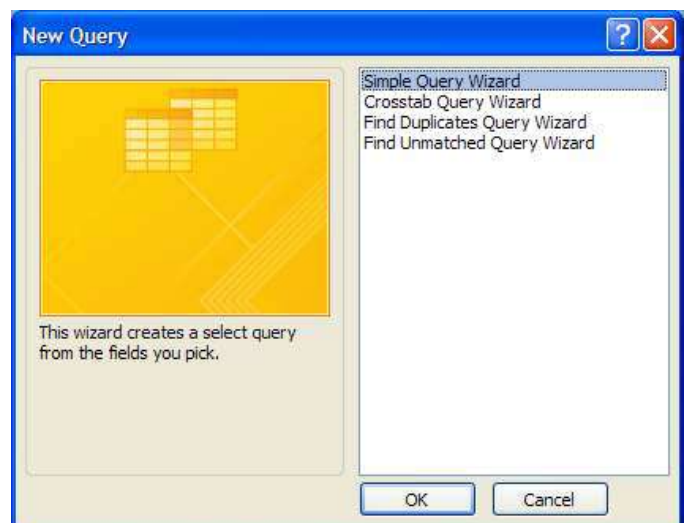 New Query
Simple Query Wizard
Crosstab Query Wizard
Find Duplicates Query Wizard
Find Unmatched Query Wizard
This wizard creates a select query
from the fields you pick.
OK
Cancel